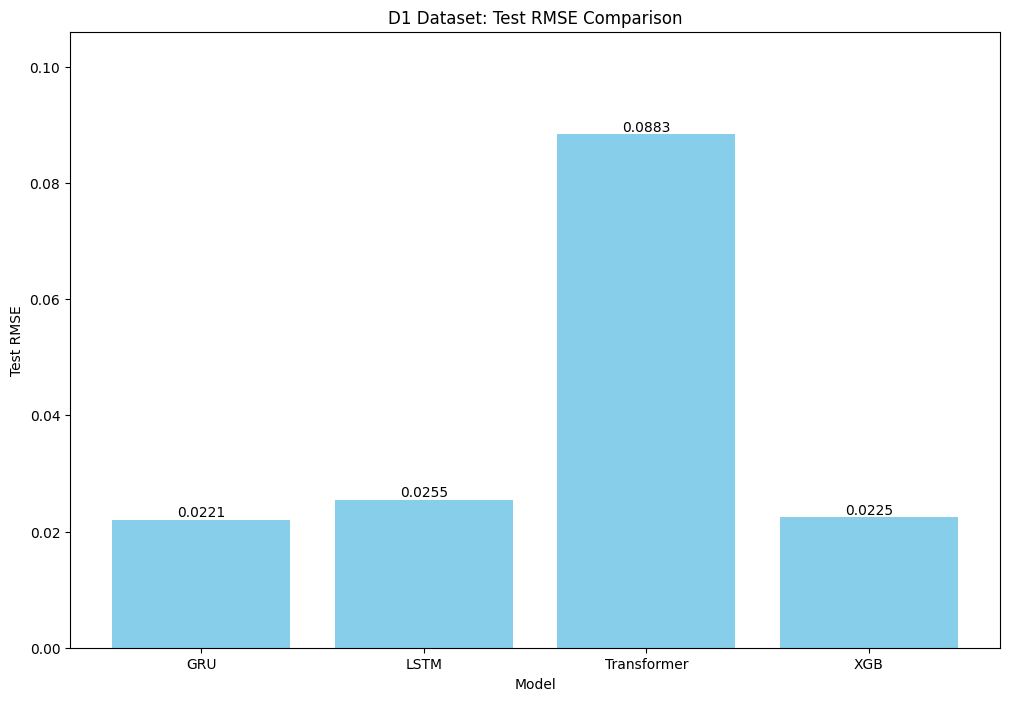 D1 Dataset: Test RMSE Comparison
0.10
0.08
0.06
0.04
0.02
0.00
Test RMSE
0.0221
0.0255
0.0883
0.0225
GRU
LSTM
Transformer
XGB
Model